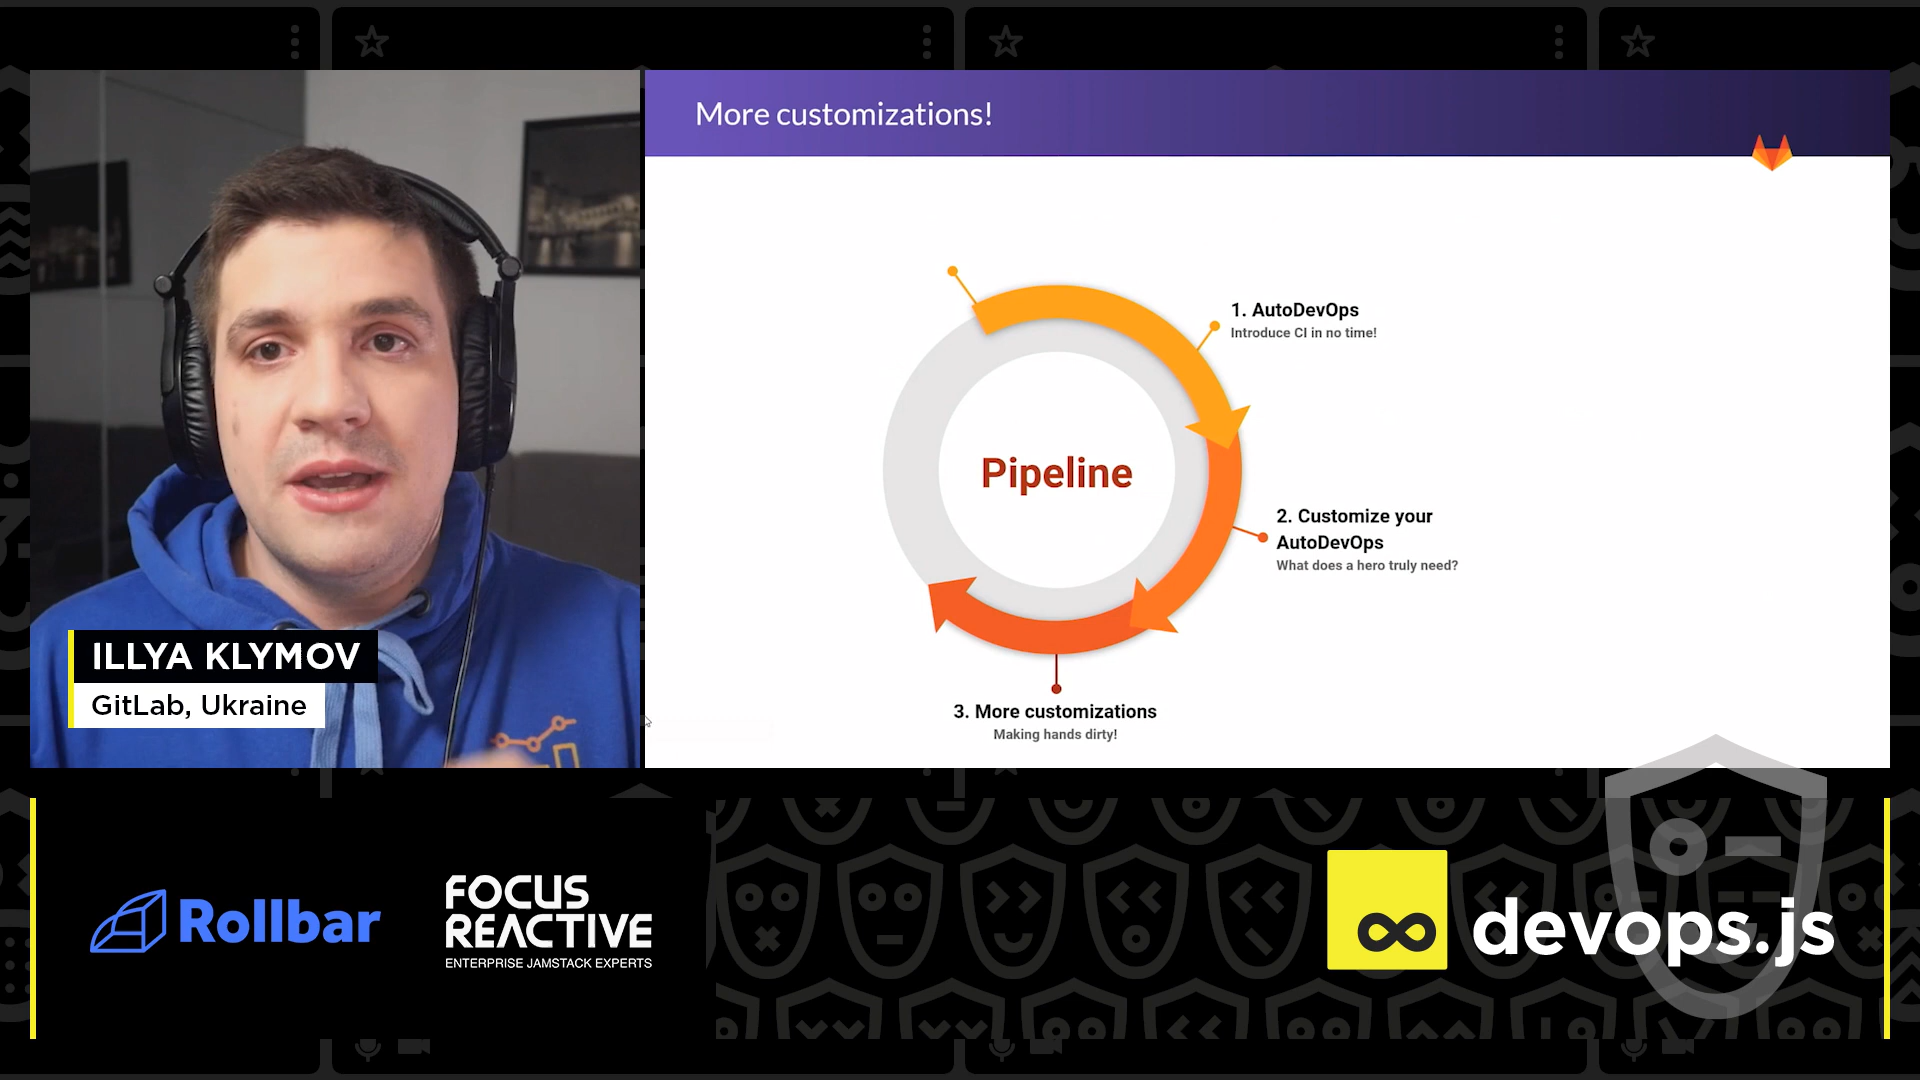 More customizations!
1. AutoDevOps
Introduce CI in no time!
Pipeline
2. Customize your
AutoDevOps
What does a hero truly need?
3. More customizations
Making hands dirty!
ILLYA KLYMOV
GitLab, Ukraine
Rollbar
FOCUS
REACTIVE
ENTERPRISE JAMSTACK EXPERTS
devops.js